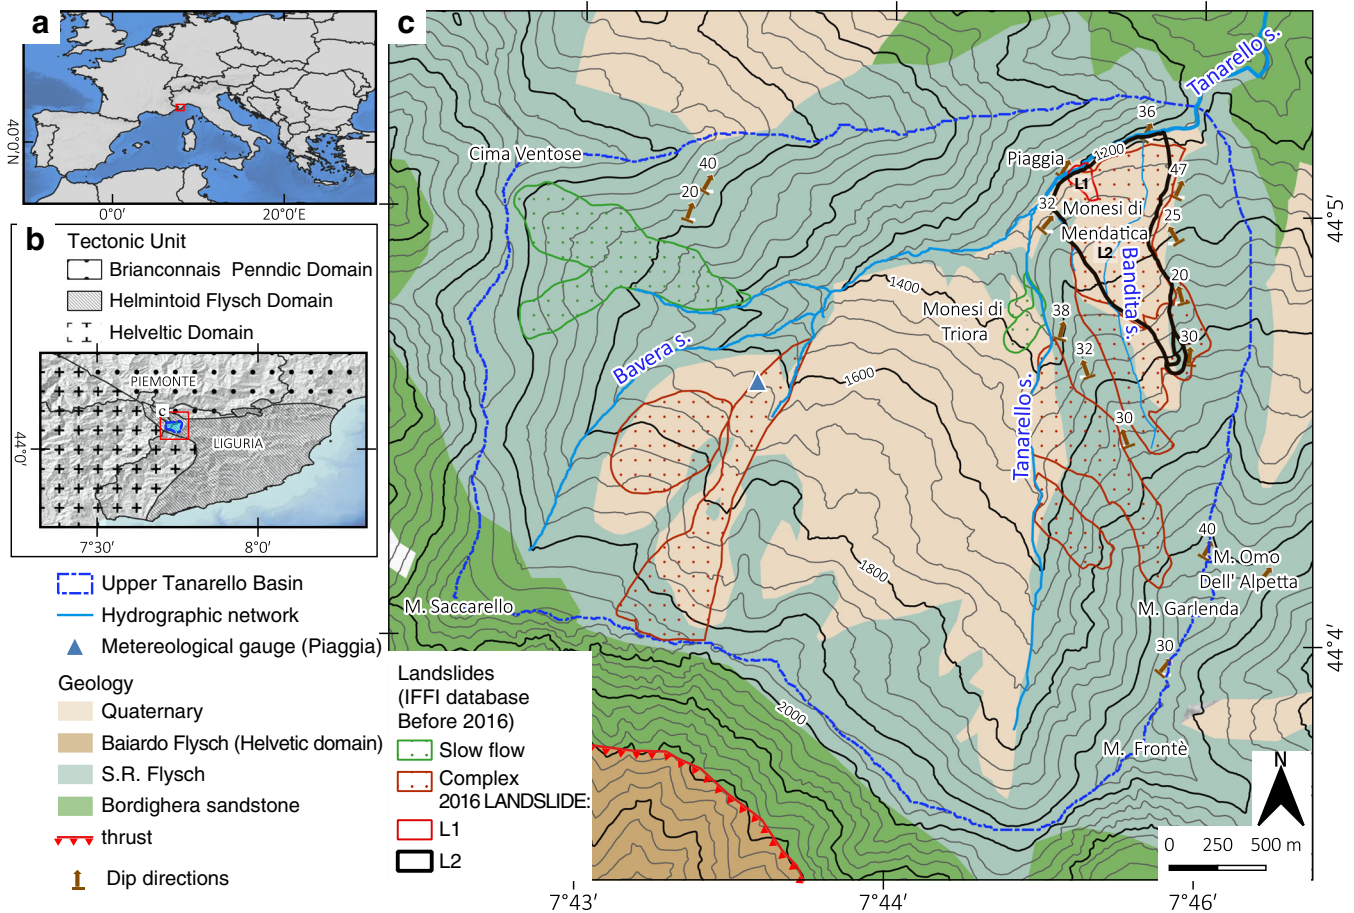 a
40°0'N
0°0'
20°0'E
b
Tectonic Unit
Brianconnais Penndic Domain
Helmintoid Flysch Domain
Helveltic Domain
PIEMONTE
c
LIGURIA
44°0'
7°30'
8°0'
Upper Tanarello Basin
Hydrographic network
Metereological gauge (Piaggia)
Geology
Quaternary
Baiardo Flysch (Helvetic domain)
S.R. Flysch
Bordighera sandstone
thrust
Dip directions
c
Tanarello s.
36
Cima Ventose
40
20
Piaggia
1200
L1
47
32
Monesi di
Mendatica
25
L2
Bandita s.
20
1400
Monesi di
Triora
38
30
32
Bavera s.
1600
Tanarello s.
30
40
M. Omo
Dell' Alpetta
1800
M. Saccarello
M. Garlenda
30
2000
M. Frontè
44°5'
44°4'
Landslides
(IFFI database
Before 2016)
Slow flow
Complex
2016 LANDSLIDE:
L1
L2
N
0 250 500 m
7°43'
7°44'
7°46'